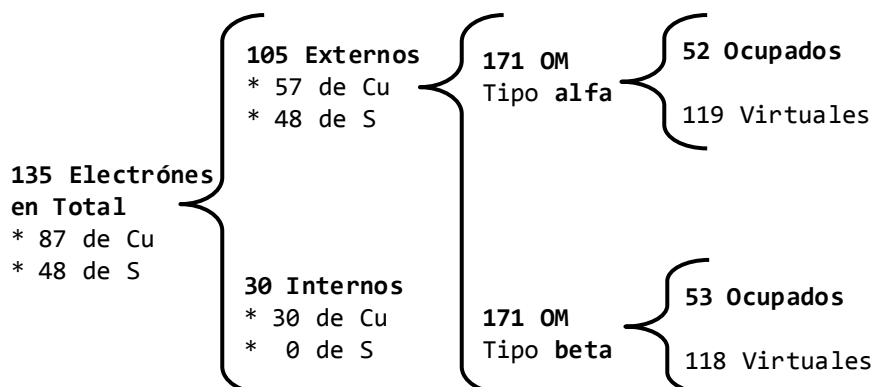 135 Electrónes
en Total
* 87 de Cu
* 48 de S
105 Externos
* 57 de Cu
* 48 de S
30 Internos
* 30 de Cu
* 0 de S
171 OM
Tipo alfa
52 Ocupados
119 Virtuales
171 OM
Tipo beta
53 Ocupados
118 Virtuales